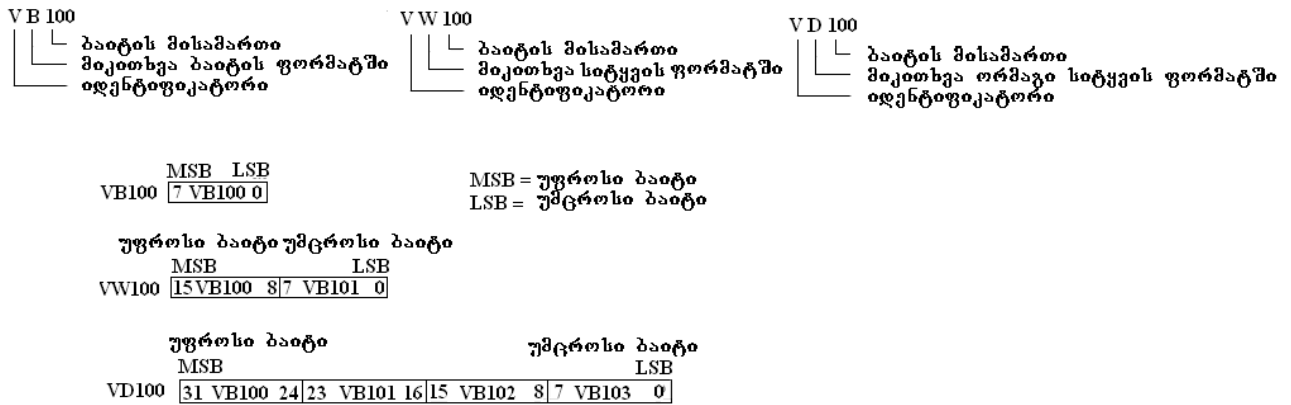 V B 100
ბაიტის მისამართი
მიკითხვა ბაიტის ფორმატში
იდენტიფიკატორი
V W 100
ბაიტის მისამართი
მიკითხვა სიტყვის ფორმატში
იდენტიფიკატორი
V D 100
ბაიტის მისამართი
მიკითხვა ორმაგი სიტყვის ფორმატში
იდენტიფიკატორი
MSB LSB
VB100 7 VB100 0
MSB = უფროსი ბაიტი
LSB = უმცროსი ბაიტი
უფროსი ბაიტი უმცროსი ბაიტი
MSB LSB
VW100 15 VB100 8 7 VB101 0
უფროსი ბაიტი უმცროსი ბაიტი
MSB LSB
VD100 31 VB100 24 23 VB101 16 15 VB102 8 7 VB103 0